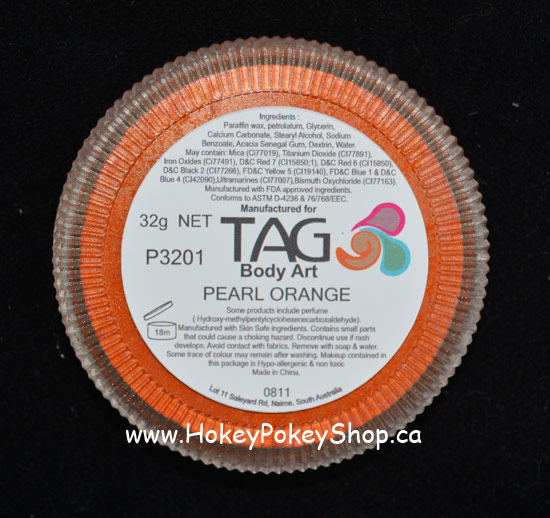 Ingredients :
Paraffin wax, petrolatum, Glycerin,
Calcium Carbonate, Stearyl Alcohol, Sodium
Benzoate, Acacia Senegal Gum, Dextrin, Water.
May contain: Mica (Ci77019), Titanium Dioxide (CI77891),
Iron Oxides (Ci77491), D&C Red 7 (CI15850;1), D&C Red 6 (CI15850),
D&C Black 2 (CI77266), FD&C Yellow 5 (CI19140), FD&C Blue 1 & D&C
Blue 4 (CI42090),Ultramarines (CI77007),Bismuth Oxychloride (CI77163).
Manufactured with FDA approved ingredients.
Conforms to ASTM D-4236 & 76/768/EEC.
Manufactured for
32g NET
TAG
P3201
Body Art
PEARL ORANGE
Some products include perfume
( Hydroxy-methylpentylcyclohexenecarboxaldehyde).
Manufactured with Skin Safe ingredients. Contains small parts
that could cause a choking hazard. Discontinue use if rash
develops. Avoid contact with fabrics. Remove with soap & water.
Some trace of colour may remain after washing. Makeup contained in
this package is Hypo-allergenic & non toxic
Made in China.
18m
0811
Lot 11 Saleyard Rd, Nairne, South Australia
www.HokeyPokeyShop.ca